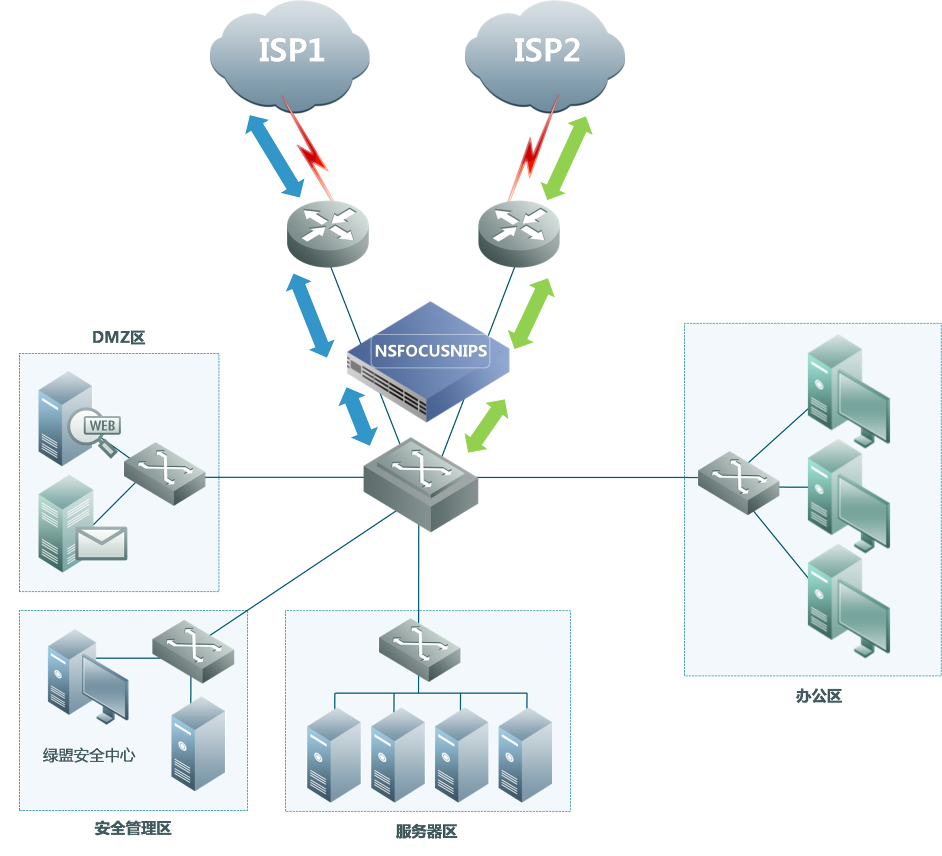 ISP1
ISP2
NSFOCUSNIPS
DMZ区
WEB
办公区
绿盟安全中心
安全管理区
服务器区